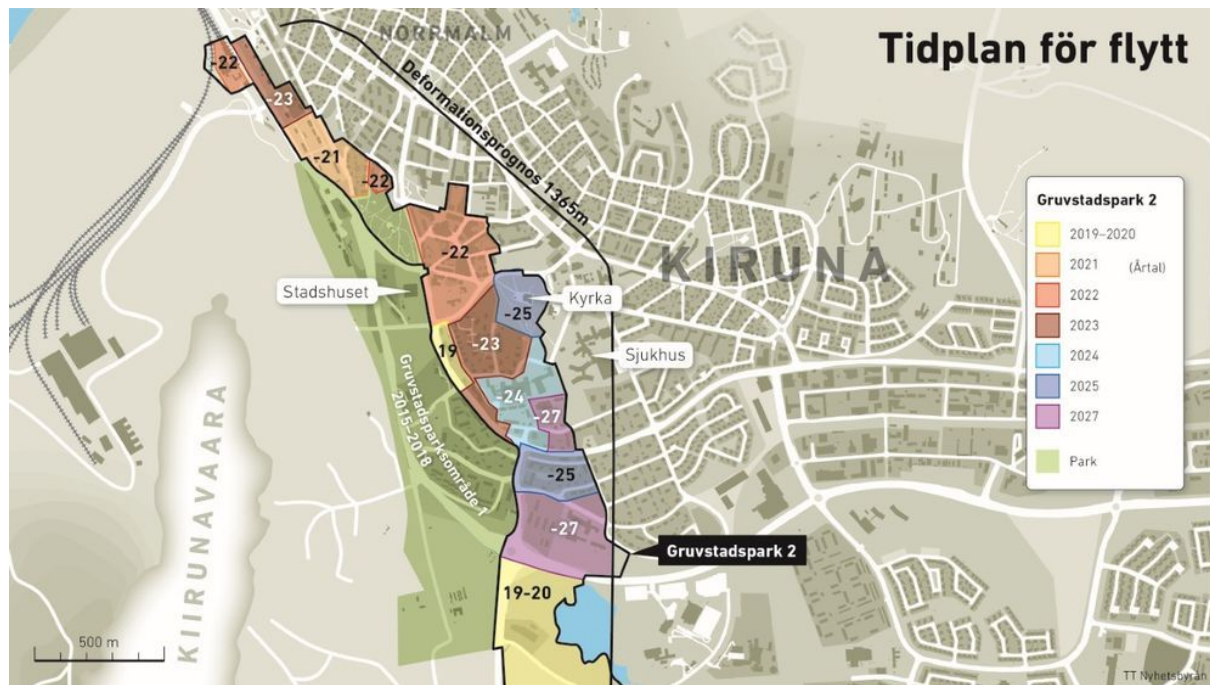 Tidplan för flytt
NORRMALM
Deformationsprognos 1365m
-22
-23
-21
-22
-22
KIRUNA
Stadshuset
Kyrka
-25
19
-23
Sjukhus
-24
-27
Gruvstadsparksområde 1
2015–2018
-25
-27
Gruvstadspark 2
19-20
KIIRUNAVAARA
500 m
Gruvstadspark 2
2019–2020
2021
(Årtal)
2022
2023
2024
2025
2027
Park
TT Nyhetsbyrån